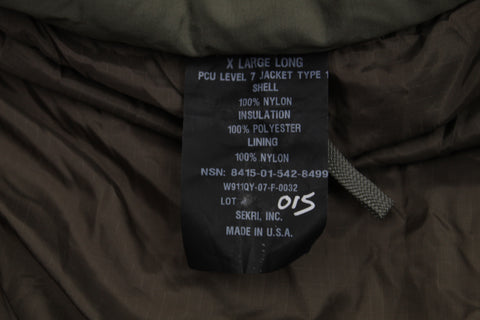 X LARGE LONG
PCU LEVEL 7 JACKET TYPE 1
SHELL
100% NYLON
INSULATION
100% POLYESTER
LINING
100% NYLON
NSN: 8415-01-542-8499
W911QY-07-F-0032
LOT 015
SEKRI, INC.
MADE IN U.S.A.